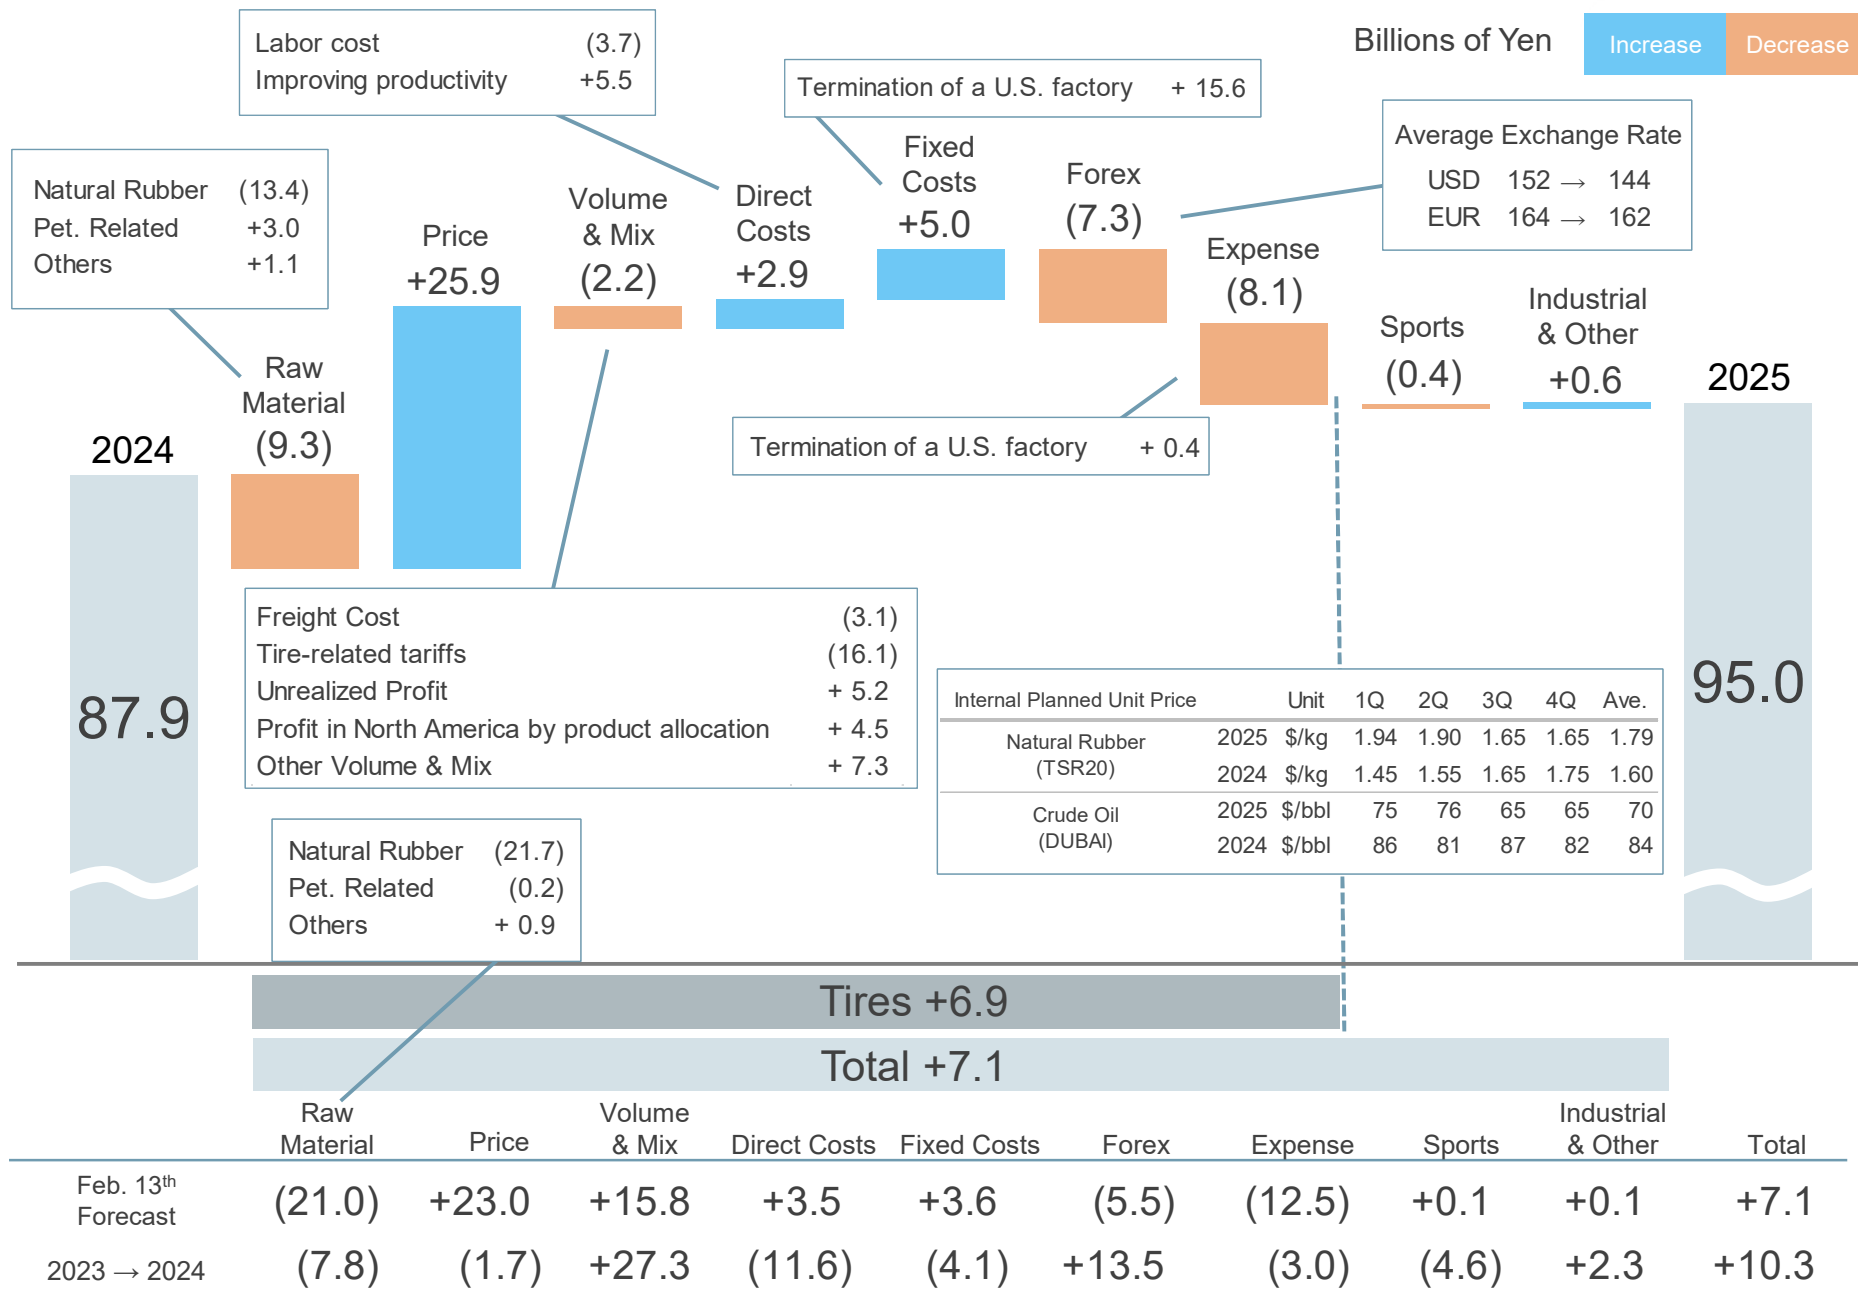 Billions of Yen
Increase Decrease
Labor cost (3.7)
Improving productivity +5.5
Termination of a U.S. factory + 15.6
Average Exchange Rate
USD 152 → 144
EUR 164 → 162
Natural Rubber (13.4)
Pet. Related +3.0
Others +1.1
2024
87.9
Raw
Material
(9.3)
Price
+25.9
Volume
& Mix
(2.2)
Direct
Costs
+2.9
Fixed
Costs
+5.0
Forex
(7.3)
Expense
(8.1)
Sports
(0.4)
Industrial
& Other
+0.6
2025
95.0
Termination of a U.S. factory + 0.4
Freight Cost (3.1)
Tire-related tariffs (16.1)
Unrealized Profit + 5.2
Profit in North America by product allocation + 4.5
Other Volume & Mix + 7.3
Internal Planned Unit Price Unit 1Q 2Q 3Q 4Q Ave.
Natural Rubber
(TSR20)
2025 $/kg 1.94 1.90 1.65 1.65 1.79
2024 $/kg 1.45 1.55 1.65 1.75 1.60
Crude Oil
(DUBAI)
2025 $/bbl 75 76 65 65 70
2024 $/bbl 86 81 87 82 84
Natural Rubber (21.7)
Pet. Related (0.2)
Others + 0.9
Tires +6.9
Total +7.1
Raw
Material
Price
Volume
& Mix
Direct Costs
Fixed Costs
Forex
Expense
Sports
Industrial
& Other
Total
Feb. 13th
Forecast
(21.0) +23.0 +15.8 +3.5 +3.6 (5.5) (12.5) +0.1 +0.1 +7.1
2023 → 2024 (7.8) (1.7) +27.3 (11.6) (4.1) +13.5 (3.0) (4.6) +2.3 +10.3